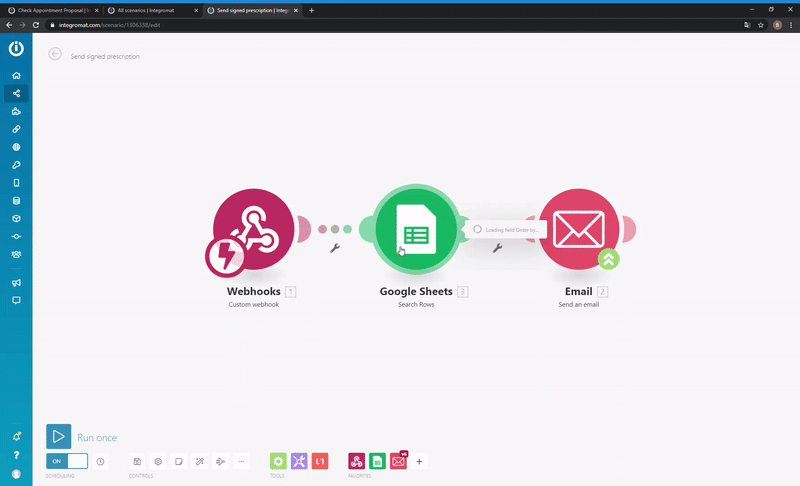 Check Appointment Proposal | I
All scenarios | Integromat
Send signed prescription | Integr
integromat.com/scenario/1306338/edit
B
Send signed prescription
Loading field Order by...
Webhooks 1
Custom webhook
Google Sheets 3
Search Rows
Email 2
Send an email
Run once
ON
SCHEDULING
CONTROLS
TOOLS
FAVORITES